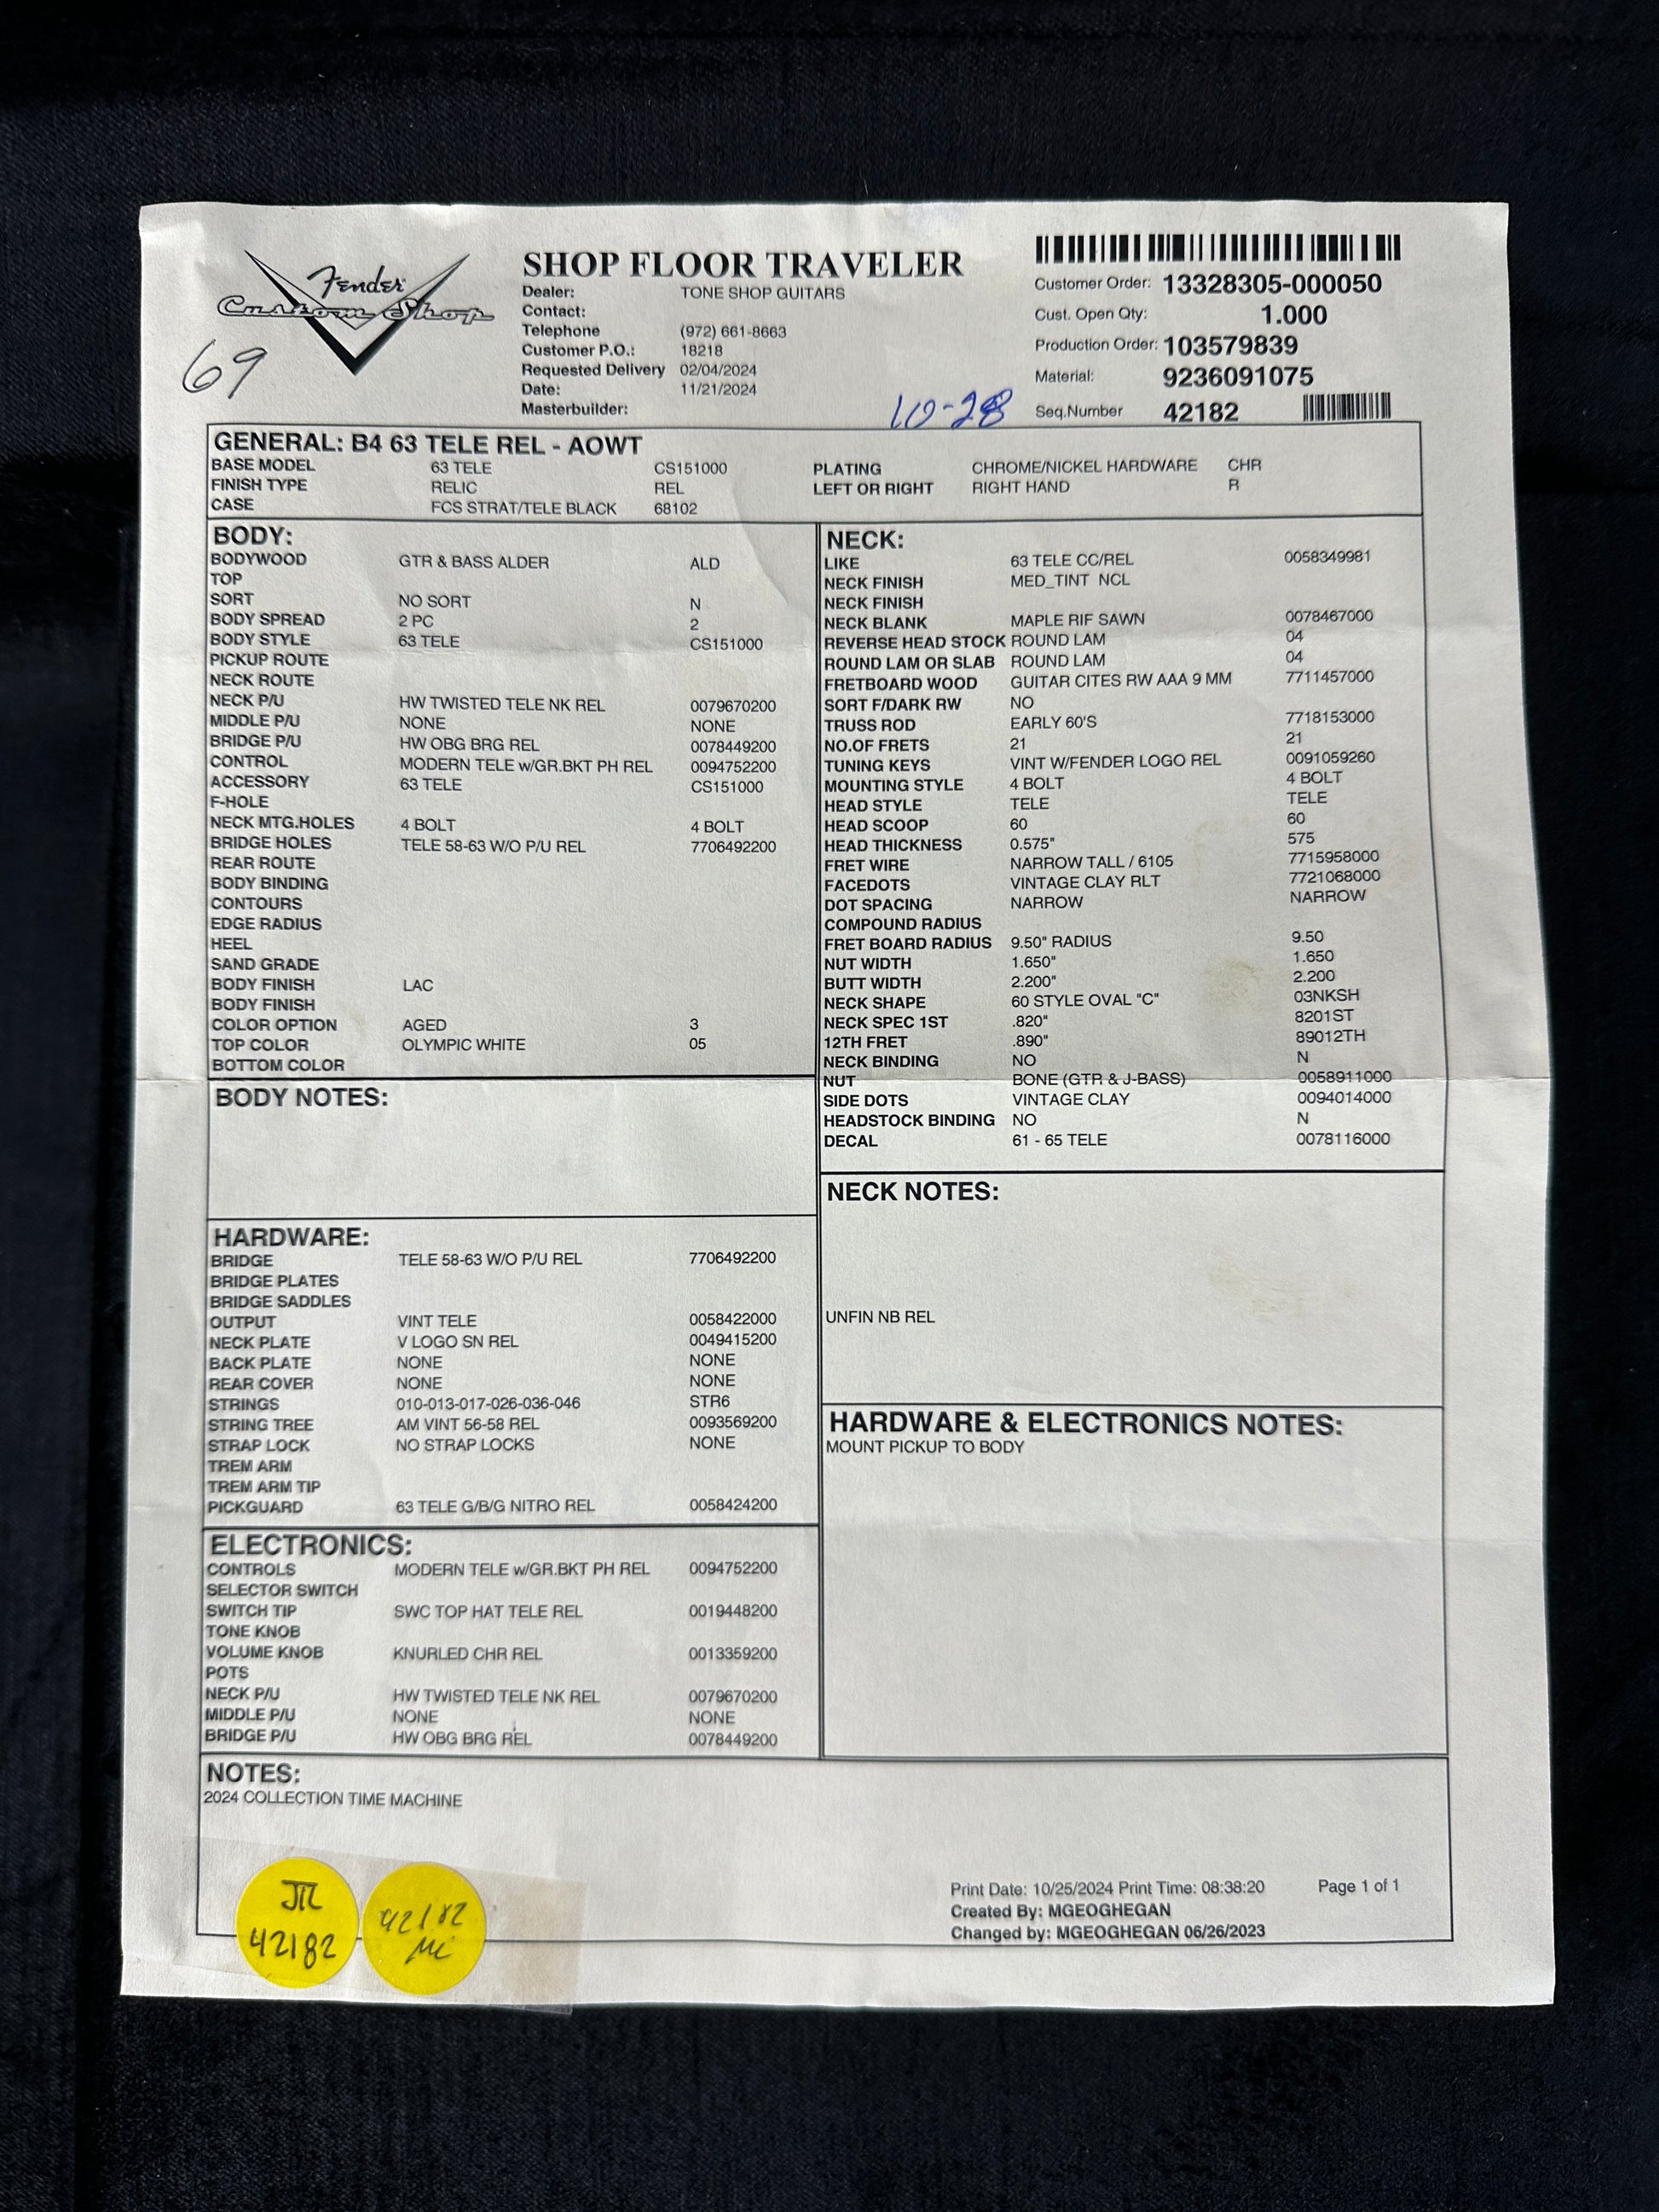 Fender
Custom Shop
69
SHOP FLOOR TRAVELER
Dealer: TONE SHOP GUITARS
Contact:
Telephone (972) 661-8663
Customer P.O.: 18218
Requested Delivery 02/04/2024
Date: 11/21/2024
Masterbuilder:
10-28
Customer Order: 13328305-000050
Cust. Open Qty: 1.000
Production Order: 103579839
Material: 9236091075
Seq.Number 42182
GENERAL: B4 63 TELE REL - AOWT
BASE MODEL 63 TELE CS151000 PLATING CHROME/NICKEL HARDWARE CHR
FINISH TYPE RELIC REL LEFT OR RIGHT RIGHT HAND R
CASE FCS STRAT/TELE BLACK 68102
BODY:
BODYWOOD GTR & BASS ALDER ALD
TOP
SORT NO SORT N
BODY SPREAD 2 PC 2
BODY STYLE 63 TELE CS151000
PICKUP ROUTE
NECK ROUTE
NECK P/U HW TWISTED TELE NK REL 0079670200
MIDDLE P/U NONE NONE
BRIDGE P/U HW OBG BRG REL 0078449200
CONTROL MODERN TELE w/GR.BKT PH REL 0094752200
ACCESSORY 63 TELE CS151000
F-HOLE
NECK MTG.HOLES 4 BOLT 4 BOLT
BRIDGE HOLES TELE 58-63 W/O P/U REL 7706492200
REAR ROUTE
BODY BINDING
CONTOURS
EDGE RADIUS
HEEL
SAND GRADE
BODY FINISH LAC
BODY FINISH
COLOR OPTION AGED 3
TOP COLOR OLYMPIC WHITE 05
BOTTOM COLOR
BODY NOTES:
HARDWARE:
BRIDGE TELE 58-63 W/O P/U REL 7706492200
BRIDGE PLATES
BRIDGE SADDLES
OUTPUT VINT TELE 0058422000
NECK PLATE V LOGO SN REL 0049415200
BACK PLATE NONE NONE
REAR COVER NONE NONE
STRINGS 010-013-017-026-036-046 STR6
STRING TREE AM VINT 56-58 REL 0093569200
STRAP LOCK NO STRAP LOCKS NONE
TREM ARM
TREM ARM TIP
PICKGUARD 63 TELE G/B/G NITRO REL 0058424200
ELECTRONICS:
CONTROLS MODERN TELE w/GR.BKT PH REL 0094752200
SELECTOR SWITCH
SWITCH TIP SWC TOP HAT TELE REL 0019448200
TONE KNOB
VOLUME KNOB KNURLED CHR REL 0013359200
POTS
NECK P/U HW TWISTED TELE NK REL 0079670200
MIDDLE P/U NONE NONE
BRIDGE P/U HW OBG BRG REL 0078449200
NECK:
LIKE 63 TELE CC/REL 0058349981
NECK FINISH MED_TINT NCL
NECK FINISH
NECK BLANK MAPLE RIF SAWN 0078467000
REVERSE HEAD STOCK ROUND LAM 04
ROUND LAM OR SLAB ROUND LAM 04
FRETBOARD WOOD GUITAR CITES RW AAA 9 MM 7711457000
SORT F/DARK RW NO
TRUSS ROD EARLY 60'S 7718153000
NO.OF FRETS 21 21
TUNING KEYS VINT W/FENDER LOGO REL 0091059260
MOUNTING STYLE 4 BOLT 4 BOLT
HEAD STYLE TELE TELE
HEAD SCOOP 60 60
HEAD THICKNESS 0.575" 575
FRET WIRE NARROW TALL / 6105 7715958000
FACEDOTS VINTAGE CLAY RLT 7721068000
DOT SPACING NARROW NARROW
COMPOUND RADIUS
FRET BOARD RADIUS 9.50" RADIUS 9.50
NUT WIDTH 1.650" 1.650
BUTT WIDTH 2.200" 2.200
NECK SHAPE 60 STYLE OVAL "C" 03NKSH
NECK SPEC 1ST .820" 8201ST
12TH FRET .890" 89012TH
NECK BINDING NO N
NUT BONE (GTR & J-BASS) 0058911000
SIDE DOTS VINTAGE CLAY 0094014000
HEADSTOCK BINDING NO N
DECAL 61 - 65 TELE 0078116000
NECK NOTES:
UNFIN NB REL
HARDWARE & ELECTRONICS NOTES:
MOUNT PICKUP TO BODY
NOTES:
2024 COLLECTION TIME MACHINE
42182
42182
Print Date: 10/25/2024 Print Time: 08:38:20 Page 1 of 1
Created By: MGEOGHEGAN
Changed by: MGEOGHEGAN 06/26/2023